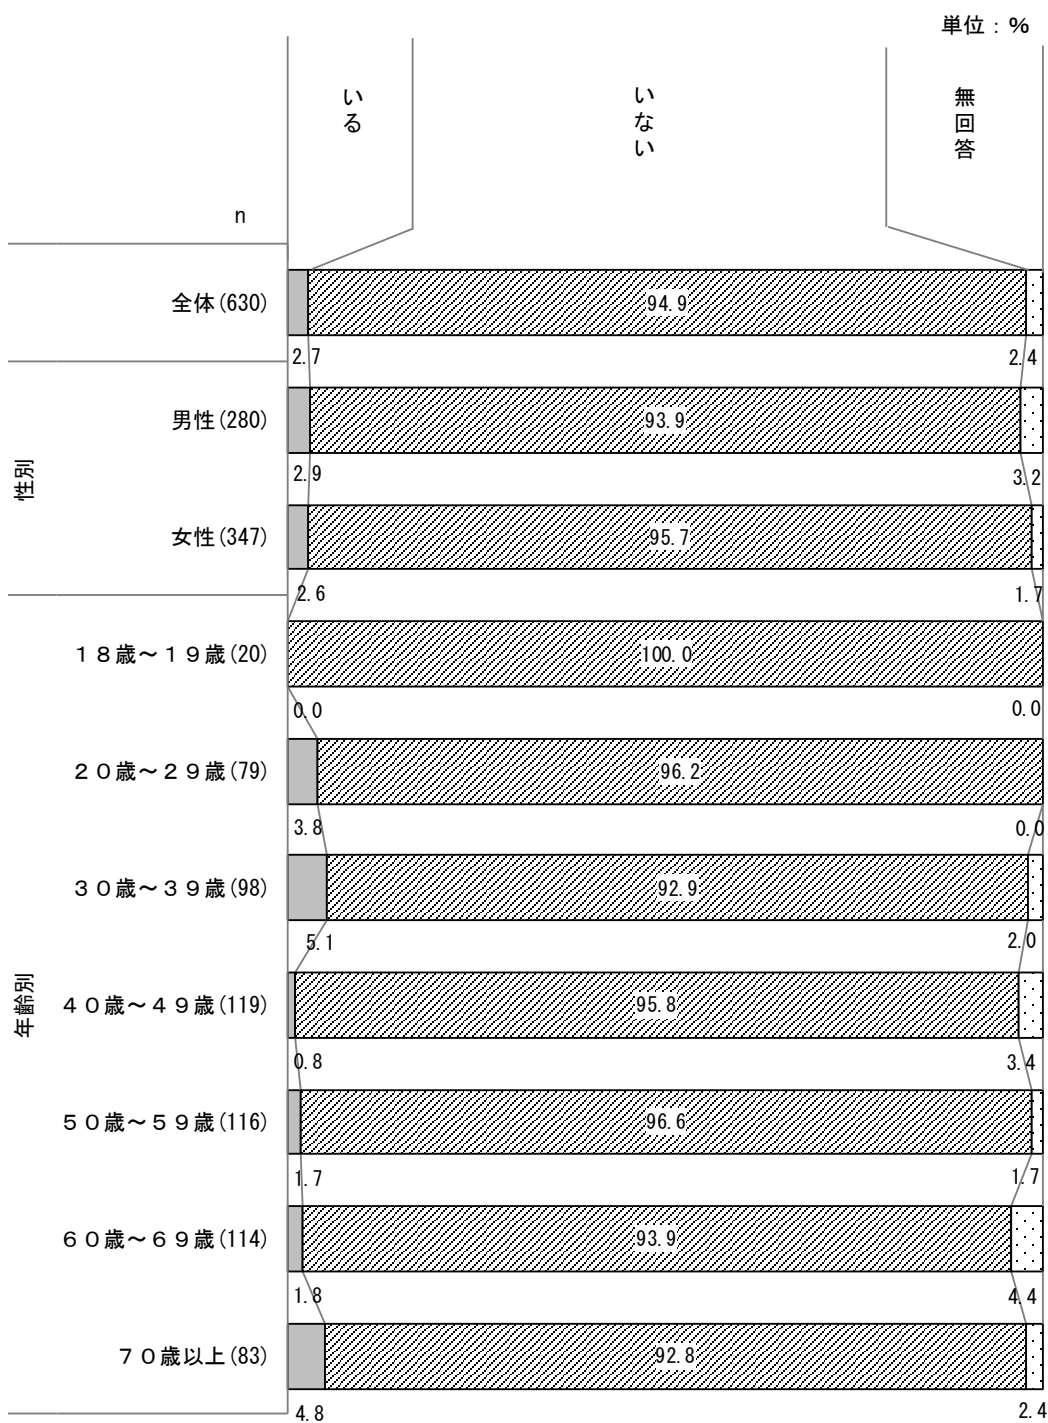 単位：％
いる
いない
無回答
n
全体(630)
94.9
2.7
2.4
性別
男性(280)
93.9
2.9
3.2
女性(347)
95.7
2.6
1.7
年齢別
１８歳～１９歳(20)
100.0
0.0
0.0
２０歳～２９歳(79)
96.2
3.8
0.0
３０歳～３９歳(98)
92.9
5.1
2.0
４０歳～４９歳(119)
95.8
0.8
3.4
５０歳～５９歳(116)
96.6
1.7
1.7
６０歳～６９歳(114)
93.9
1.8
4.4
７０歳以上(83)
92.8
4.8
2.4